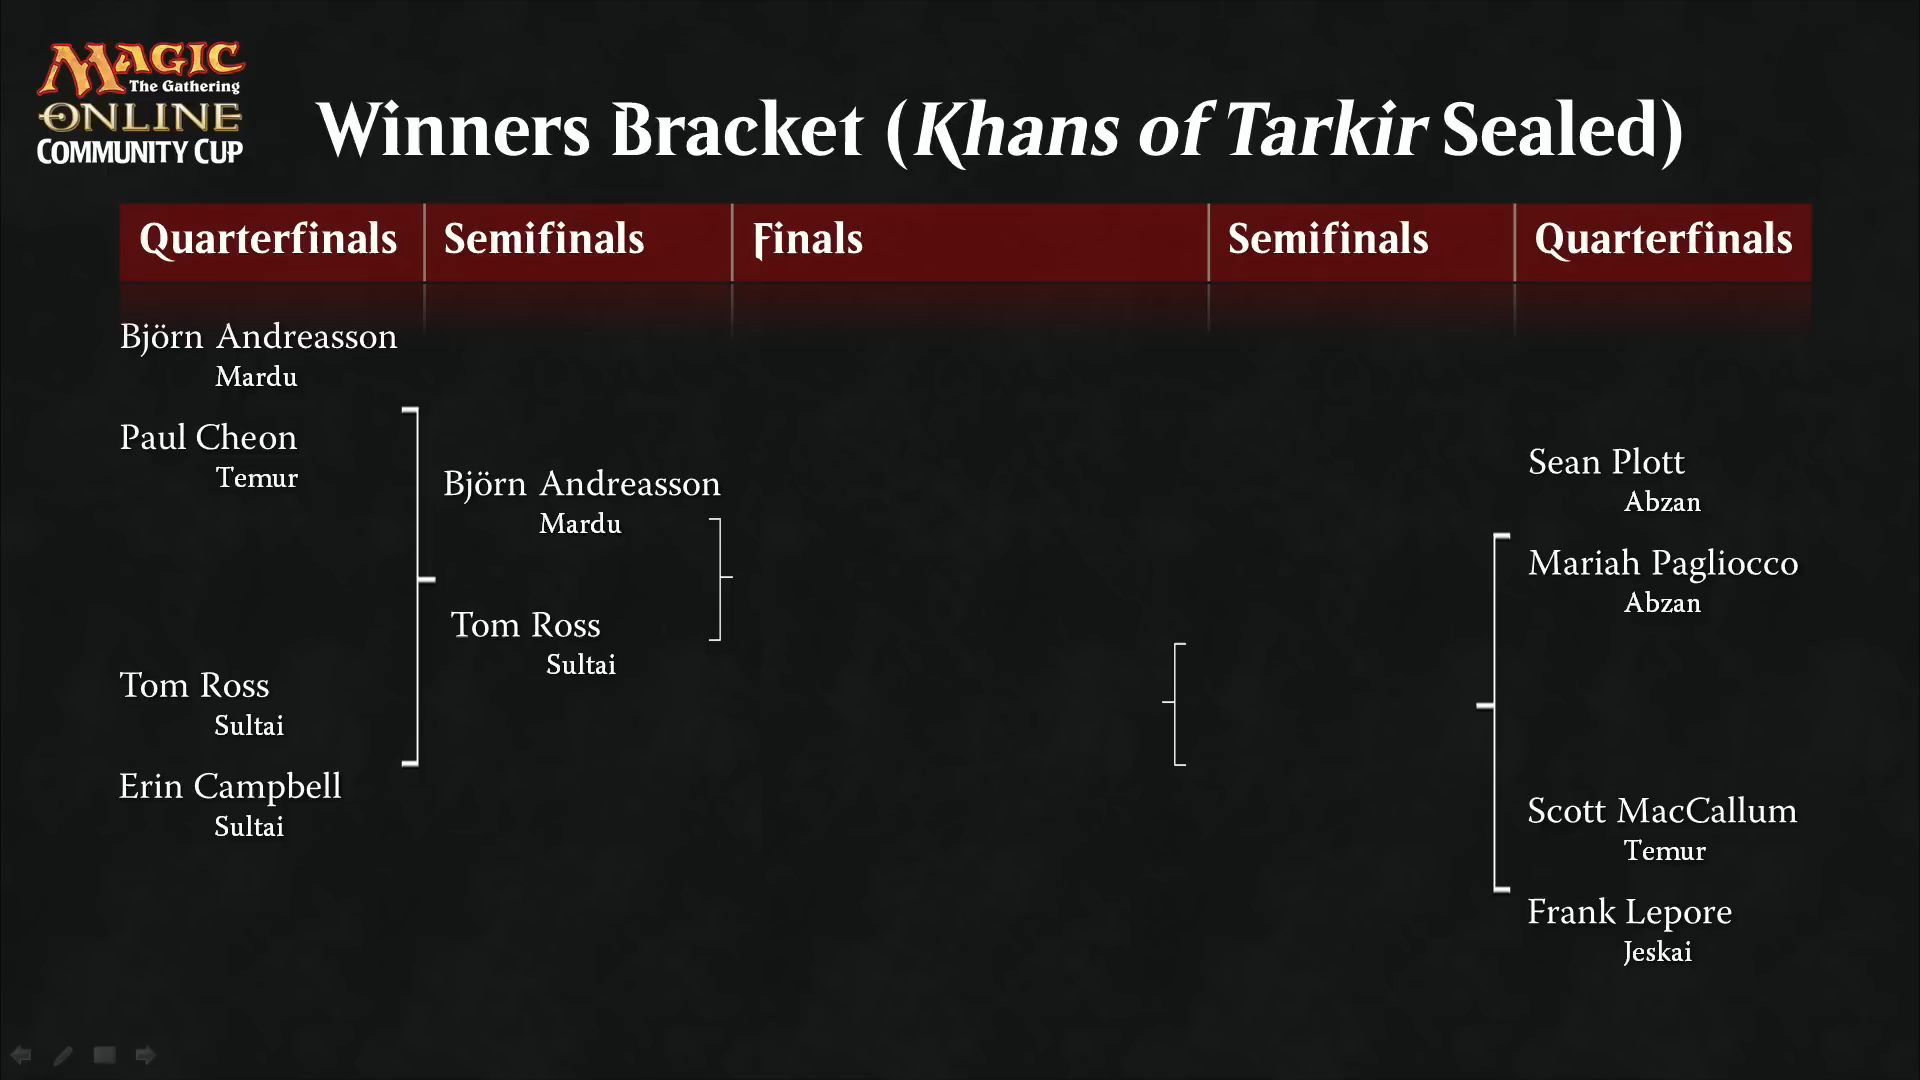 MAGIC
The Gathering
ONLINE
COMMUNITY CUP
Winners Bracket (Khans of Tarkir Sealed)
Quarterfinals
Semifinals
Finals
Semifinals
Quarterfinals
Björn Andreasson
Mardu
Paul Cheon
Temur
Tom Ross
Sultai
Erin Campbell
Sultai
Björn Andreasson
Mardu
Tom Ross
Sultai
Sean Plott
Abzan
Mariah Pagliocco
Abzan
Scott MacCallum
Temur
Frank Lepore
Jeskai